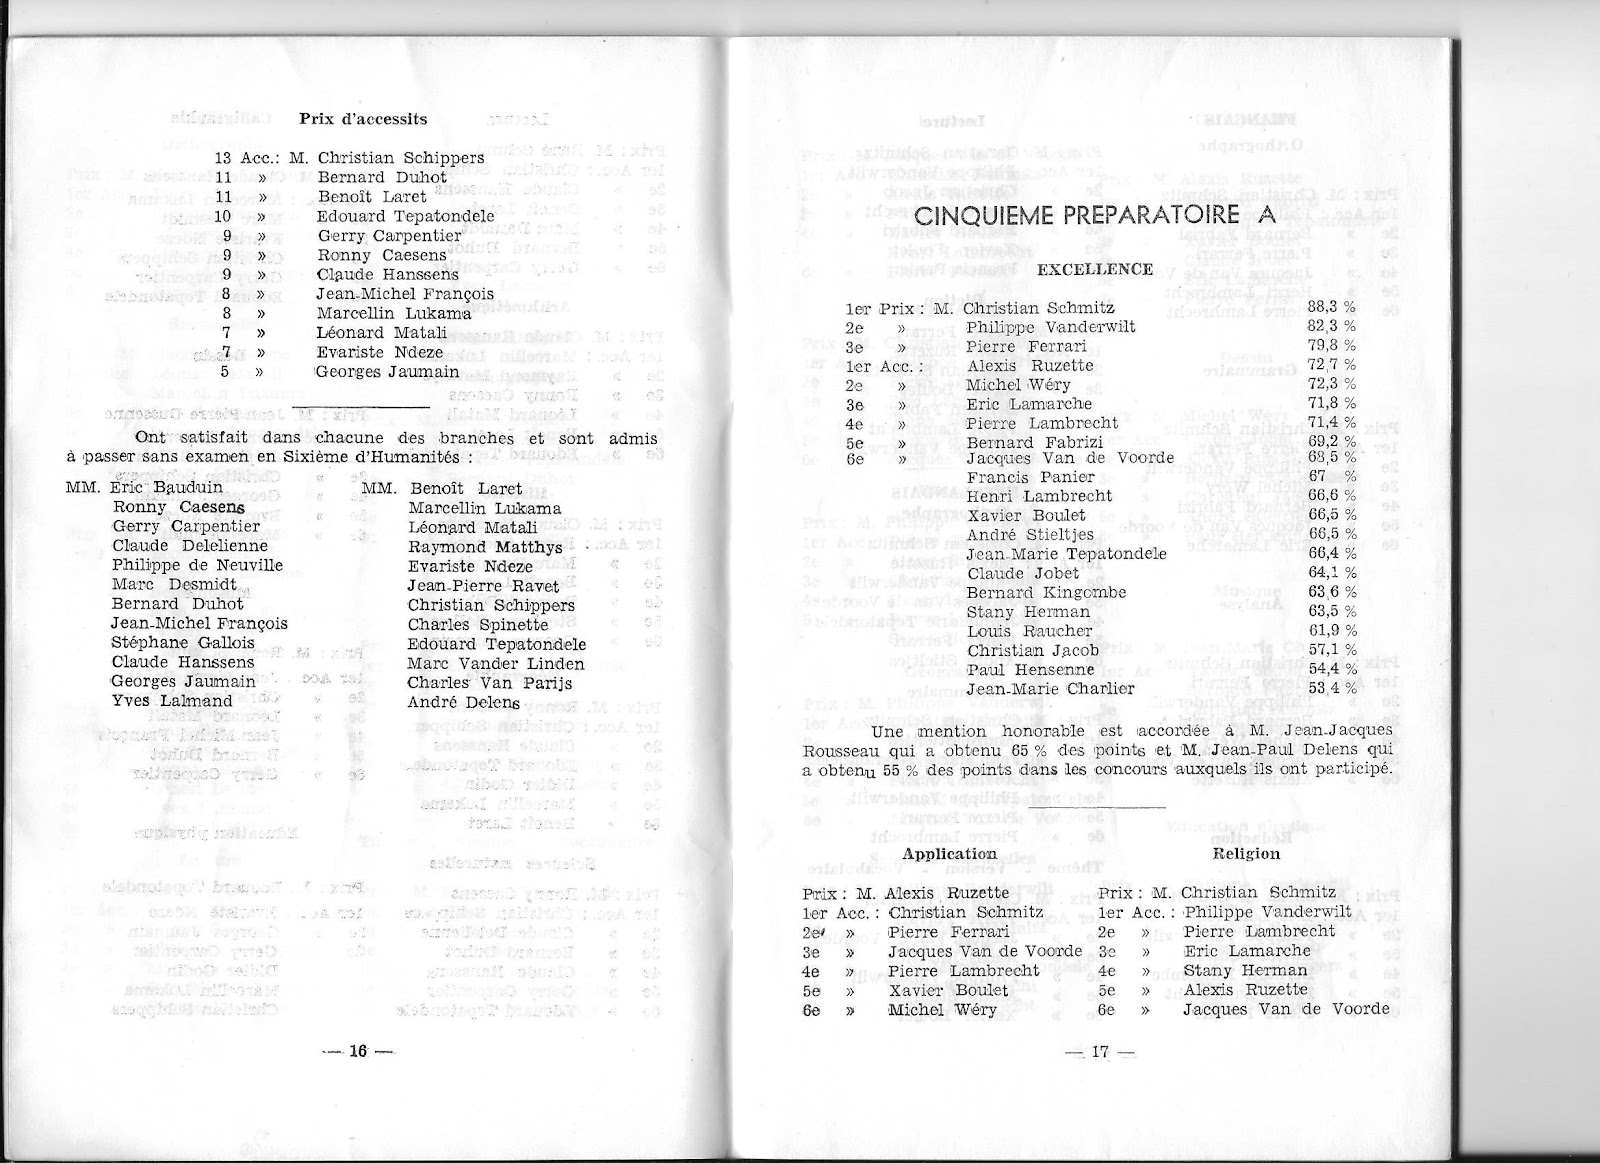 Prix d'accessits
13 Acc.: M. Christian Schippers
11 » Bernard Duhot
11 » Benoît Laret
10 » Edouard Tepatondele
9 » Gerry Carpentier
9 » Ronny Caesens
9 » Claude Hanssens
8 » Jean-Michel François
8 » Marcellin Lukama
7 » Léonard Matali
7 » Evariste Ndeze
5 » Georges Jaumain
Ont satisfait dans chacune des branches et sont admis
à passer sans examen en Sixième d'Humanités :
MM. Eric Bauduin
Ronny Caesens
Gerry Carpentier
Claude Delelienne
Philippe de Neuville
Marc Desmidt
Bernard Duhot
Jean-Michel François
Stéphane Gallois
Claude Hanssens
Georges Jaumain
Yves Lalmand
MM. Benoît Laret
Marcellin Lukama
Léonard Matali
Raymond Matthys
Evariste Ndeze
Jean-Pierre Ravet
Christian Schippers
Charles Spinette
Edouard Tepatondele
Marc Vander Linden
Charles Van Parijs
André Delens
— 16 —
CINQUIEME PREPARATOIRE A
EXCELLENCE
1er Prix : M. Christian Schmitz 88,3 %
2e » Philippe Vanderwilt 82,3 %
3e » Pierre Ferrari 79,8 %
1er Acc. : Alexis Ruzette 72,7 %
2e » Michel Wéry 72,3 %
3e » Eric Lamarche 71,8 %
4e » Pierre Lambrecht 71,4 %
5e » Bernard Fabrizi 69,2 %
6e » Jacques Van de Voorde 68,5 %
Francis Panier 67 %
Henri Lambrecht 66,6 %
Xavier Boulet 66,5 %
André Stieltjes 66,5 %
Jean-Marie Tepatondele 66,4 %
Claude Jobet 64,1 %
Bernard Kingombe 63,6 %
Stany Herman 63,5 %
Louis Raucher 61,9 %
Christian Jacob 57,1 %
Paul Hensenne 54,4 %
Jean-Marie Charlier 53,4 %
Une mention honorable est accordée à M. Jean-Jacques
Rousseau qui a obtenu 65 % des points et M. Jean-Paul Delens qui
a obtenu 55 % des points dans les concours auxquels ils ont participé.
Application
Prix : M. Alexis Ruzette
1er Acc. : Christian Schmitz
2e » Pierre Ferrari
3e » Jacques Van de Voorde
4e » Pierre Lambrecht
5e » Xavier Boulet
6e » Michel Wéry
Religion
Prix : M. Christian Schmitz
1er Acc. : Philippe Vanderwilt
2e » Pierre Lambrecht
3e » Eric Lamarche
4e » Stany Herman
5e » Alexis Ruzette
6e » Jacques Van de Voorde
— 17 —